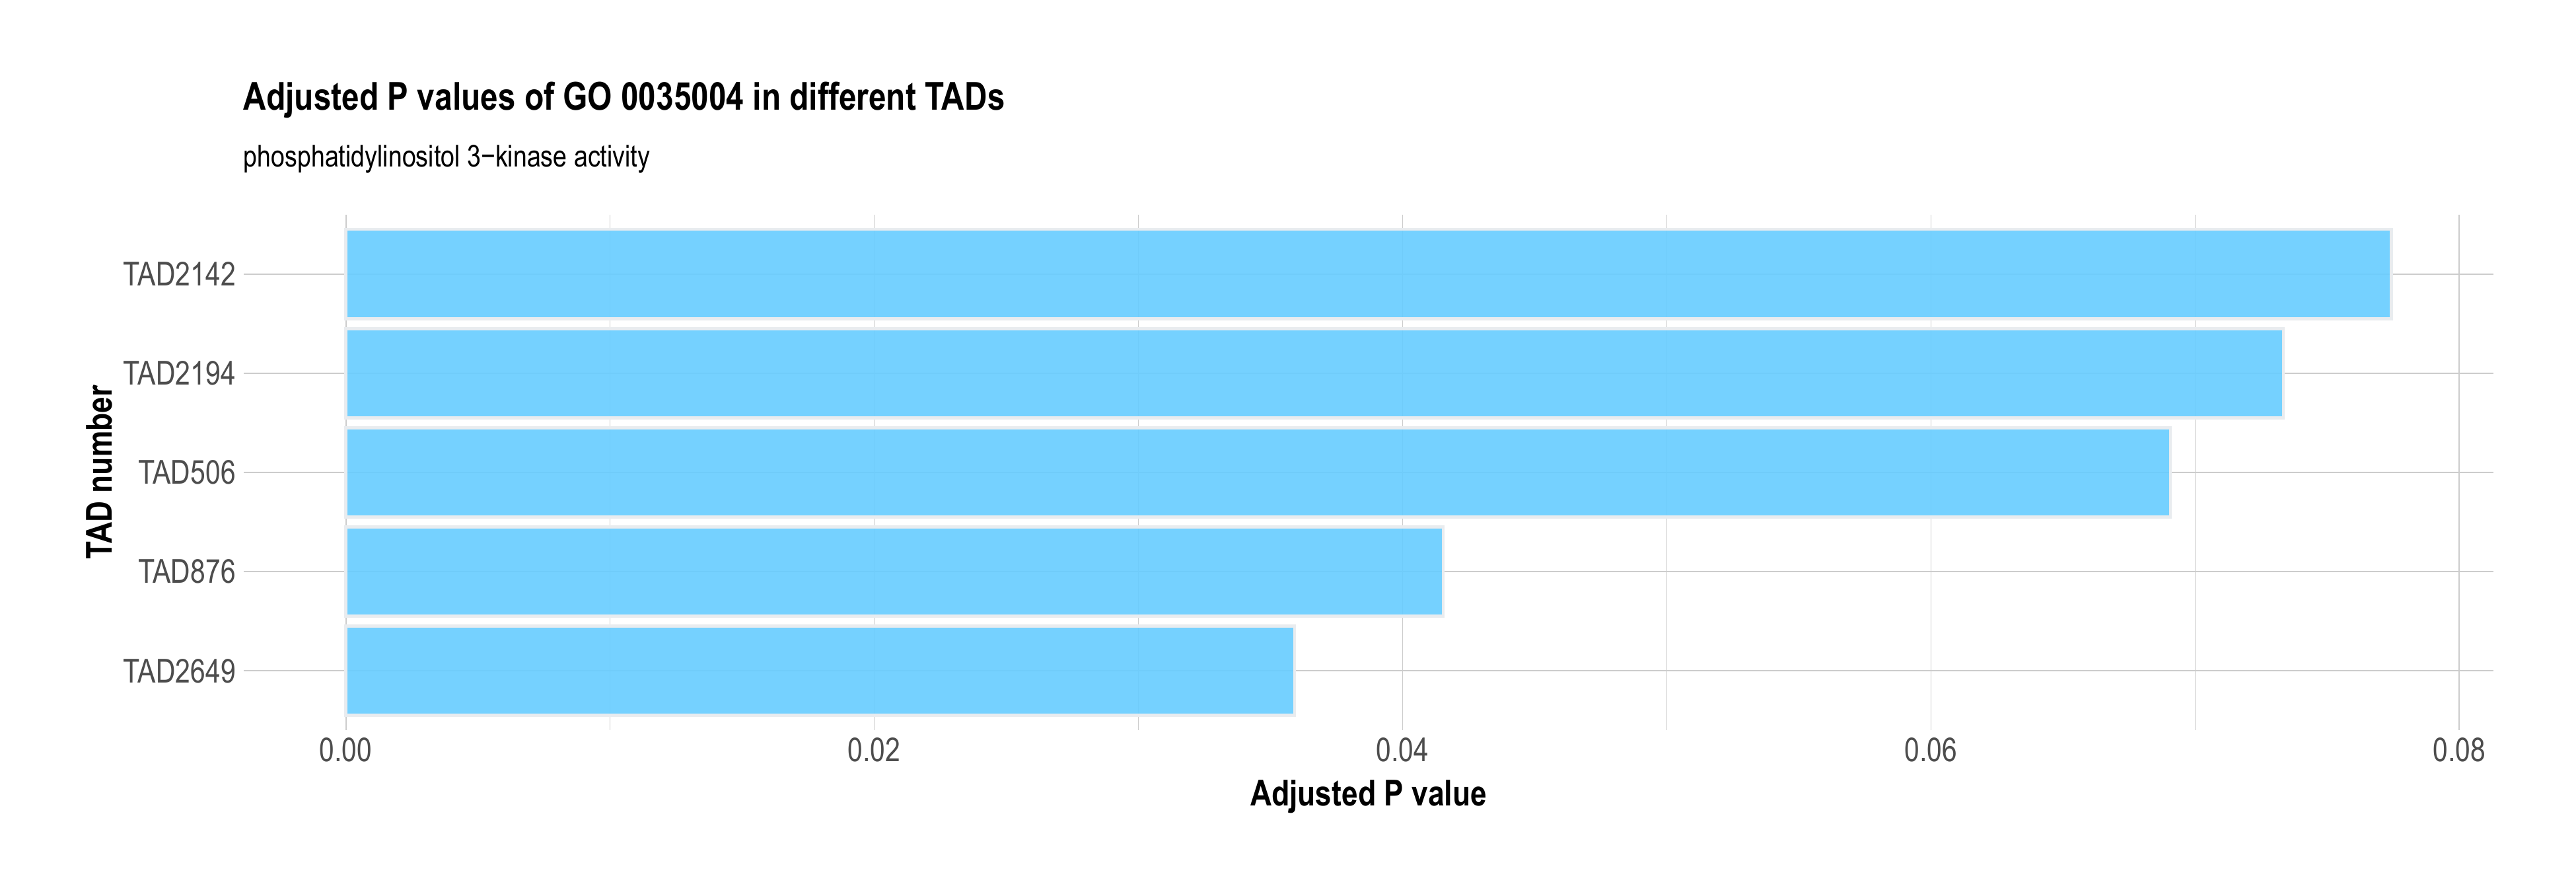 Adjusted P values of GO 0035004 in different TADs
phosphatidylinositol 3−kinase activity
TAD number
TAD2142
TAD2194
TAD506
TAD876
TAD2649
0.00 0.02 0.04 0.06 0.08
Adjusted P value